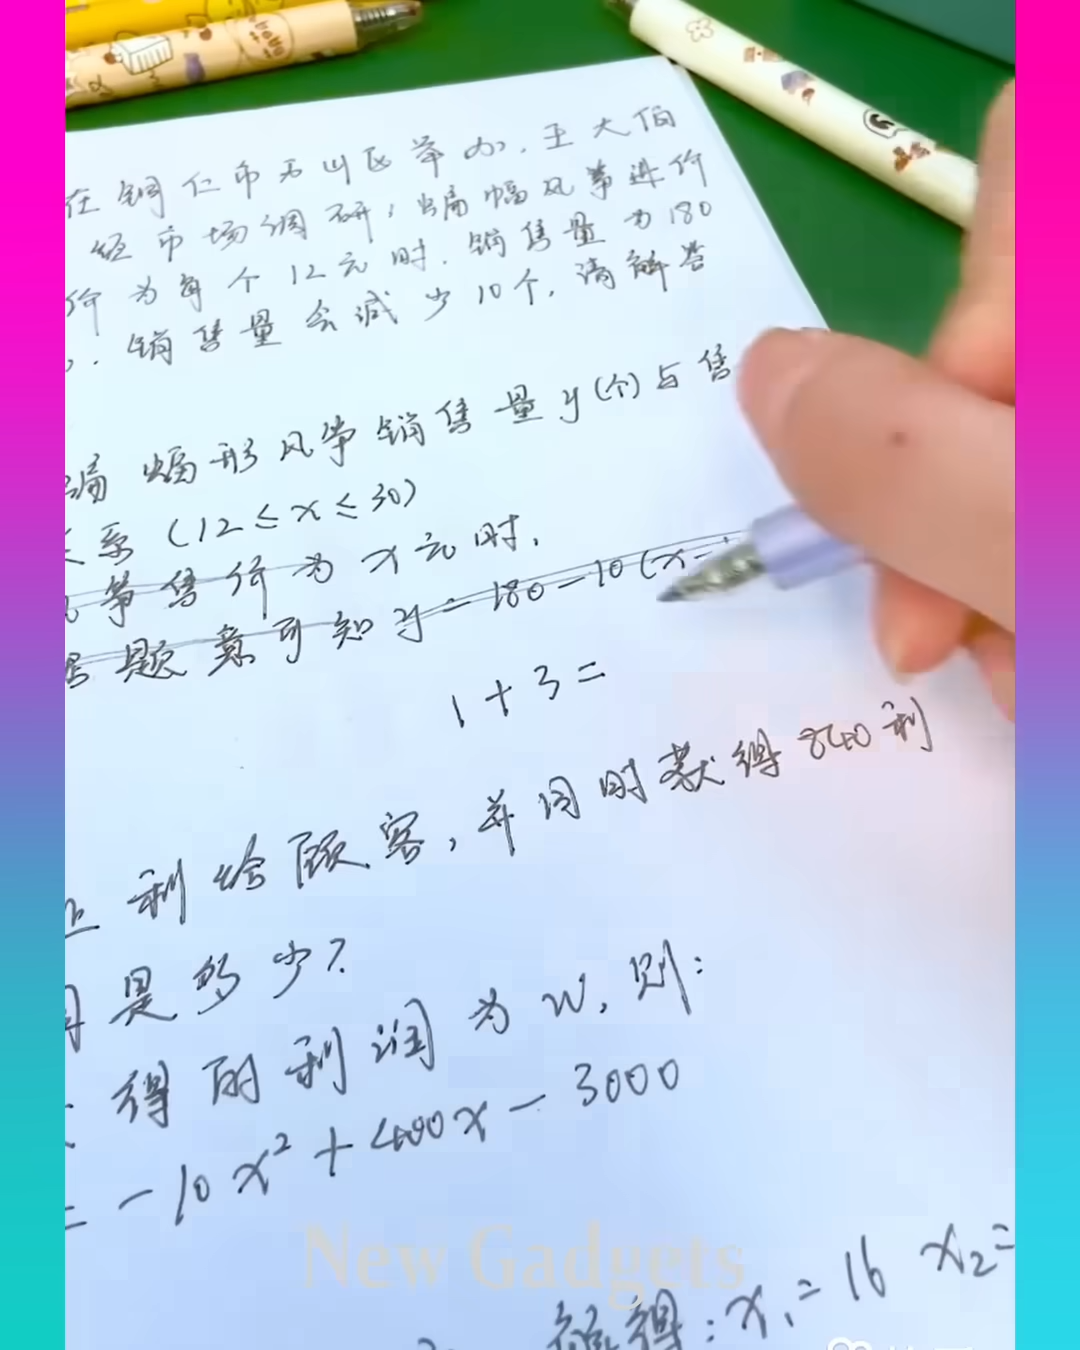 在铜仁市万山区举办,王大伯
经市场调研,蝙蝠风筝进价
价为每个12元时.销售量为180
.销售量会减少10个,请解答
蝙蝠形风筝销售量y(个)与售
关系(12≤x≤30)
筝售价为x元时,
题意可知y=180-10(x-
1+3=
利给顾客,并同时获得840利
是多少?
得的利润为w,则:
=-10x²+400x-3000
New Gadgets
解得:x₁=16 x₂=